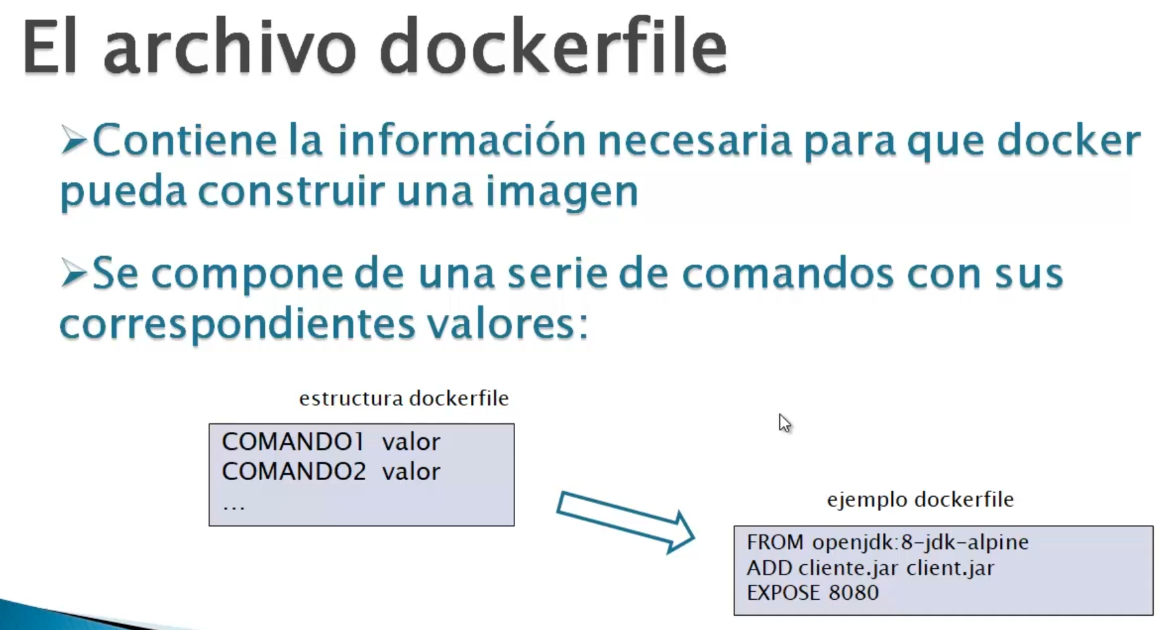 El archivo dockerfile
➢Contiene la información necesaria para que docker
pueda construir una imagen
➢Se compone de una serie de comandos con sus
correspondientes valores:
estructura dockerfile
COMANDO1 valor
COMANDO2 valor
...
ejemplo dockerfile
FROM openjdk:8-jdk-alpine
ADD cliente.jar client.jar
EXPOSE 8080